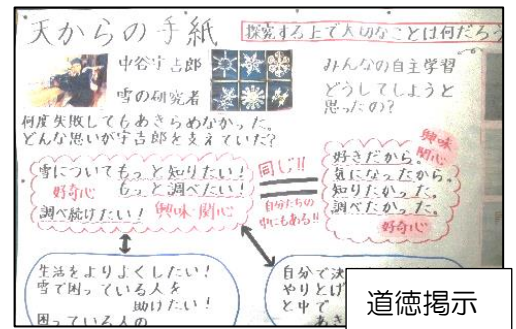 天からの手紙
探究する上で大切なことは何だろう
中谷宇吉郎
雪の研究者
何度失敗してもあきらめなかった。
どんな思いが宇吉郎を支えていた?
みんなの自主学習
どうしてしようと
思ったの?
雪についてもっと知りたい!
好奇心 もっと調べたい!
調べ続けたい! 興味・関心
同じ!!
自分たちの
中にもある!!
興味
関心
好きだから。
気になったから。
知りたかった。
調べたかった。
好奇心
生活をよりよくしたい!
雪で困っている人を
助けたい!
困っている人の
自分で決
やりとげ
と中で
あき
道徳掲示